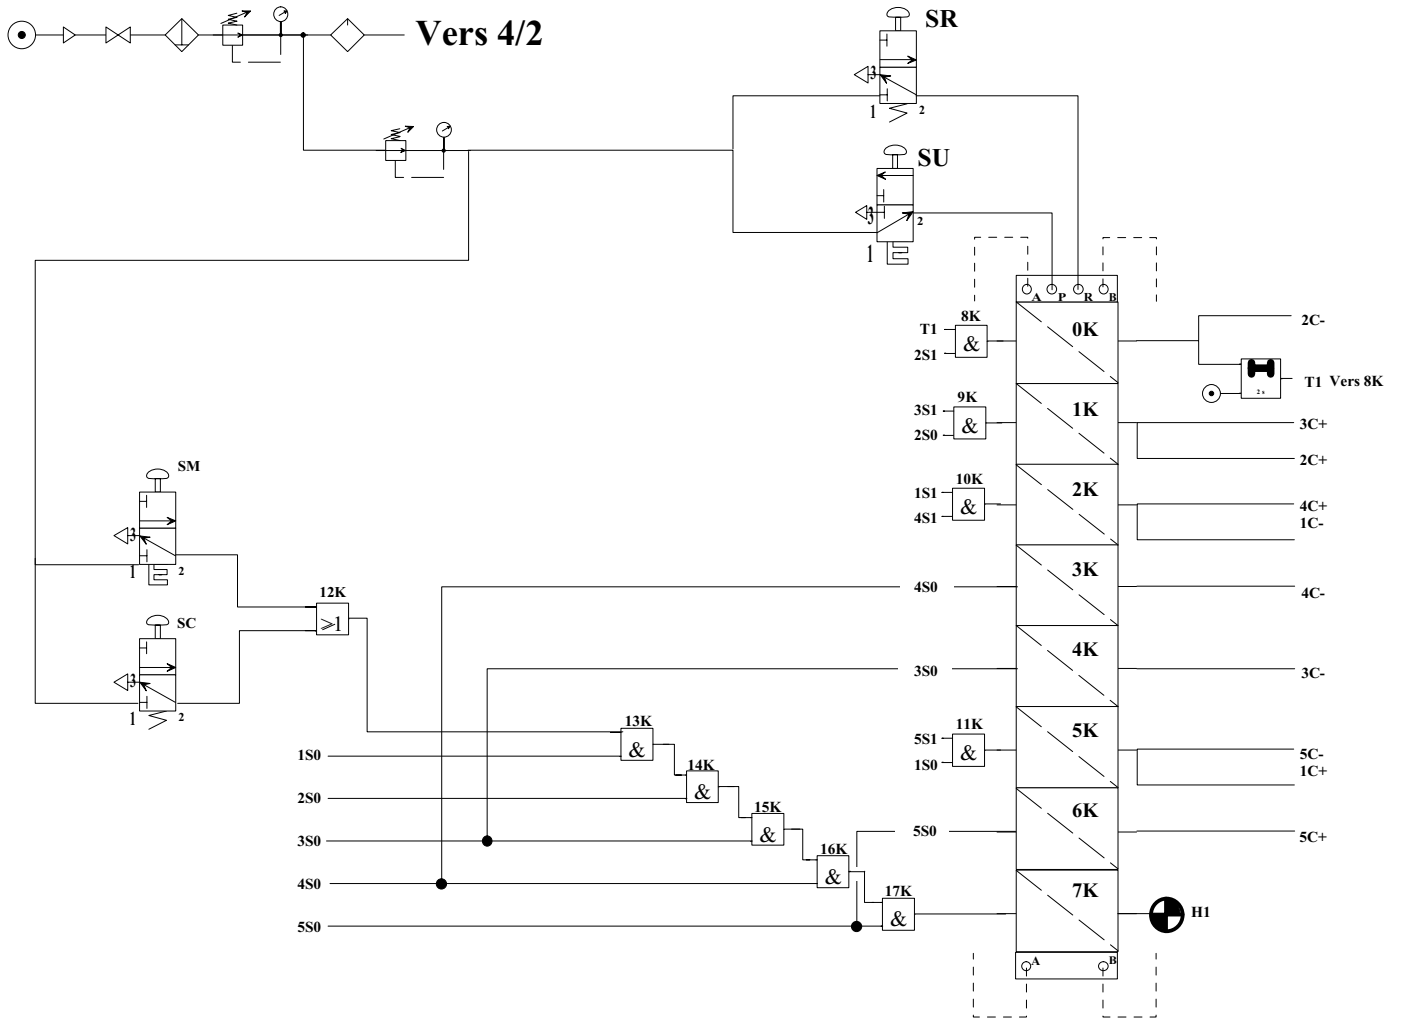 Vers 4/2
SR
3
1
2
SU
3
2
1
A P R B
8K
T1
&
2S1
0K
2C-
2 s
T1 Vers 8K
9K
3S1
&
2S0
1K
3C+
2C+
10K
1S1
&
4S1
2K
4C+
1C-
SM
3
1
2
3K
4S0
4C-
12K
≥1
SC
3
1
2
4K
3S0
3C-
11K
5S1
&
1S0
5K
5C-
1C+
13K
&
1S0
14K
&
2S0
15K
&
3S0
6K
5S0
5C+
16K
&
4S0
17K
&
5S0
7K
H1
A B